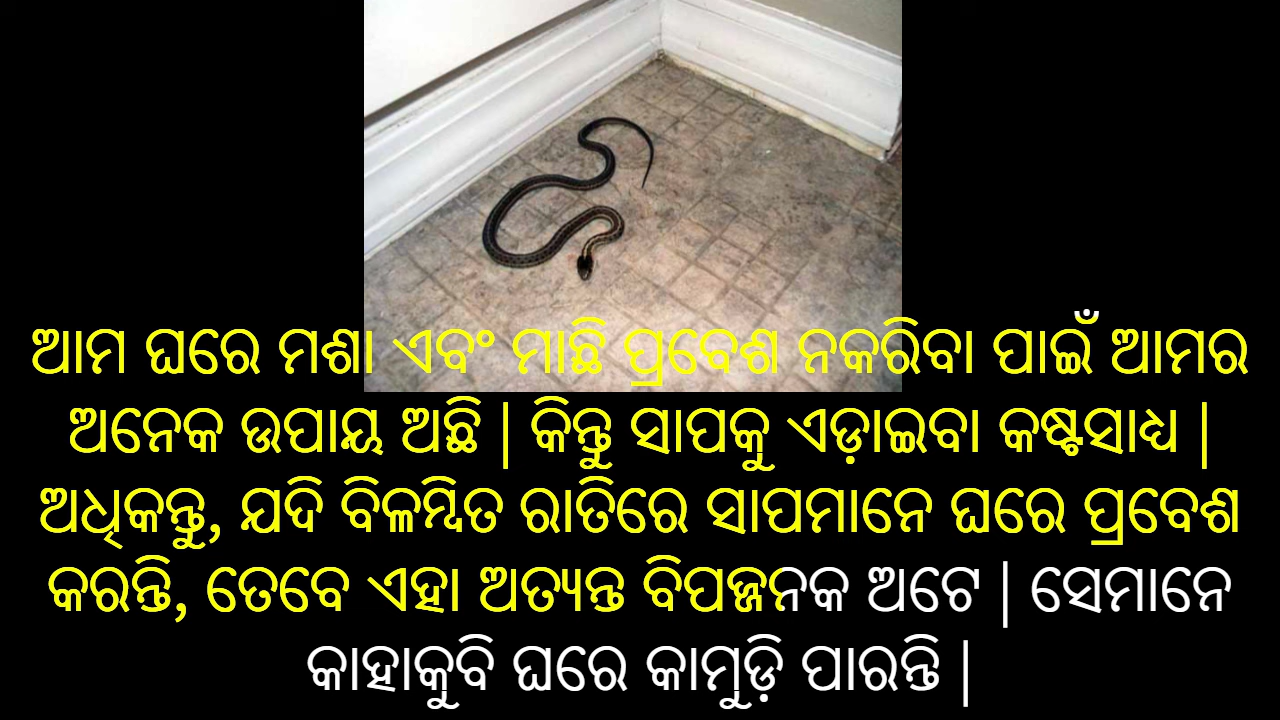 ଆମ ଘରେ ମଶା ଏବଂ ମାଛି ପ୍ରବେଶ ନକରିବା ପାଇଁ ଆମର
ଅନେକ ଉପାୟ ଅଛି | କିନ୍ତୁ ସାପକୁ ଏଡ଼ାଇବା କଷ୍ଟସାଧ୍ୟ |
ଅଧିକନ୍ତୁ, ଯଦି ବିଳମ୍ବିତ ରାତିରେ ସାପମାନେ ଘରେ ପ୍ରବେଶ
କରନ୍ତି, ତେବେ ଏହା ଅତ୍ୟନ୍ତ ବିପଜ୍ଜନକ ଅଟେ | ସେମାନେ
କାହାକୁବି ଘରେ କାମୁଡ଼ି ପାରନ୍ତି |